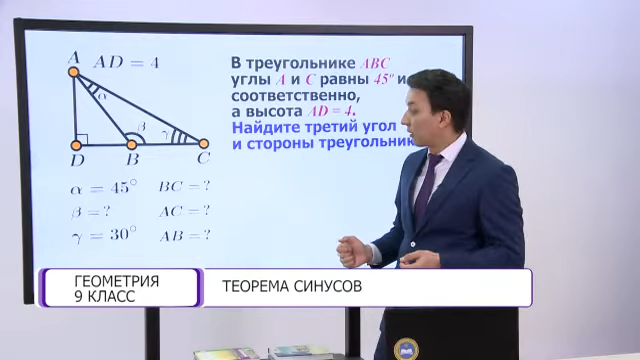 A AD = 4
α
β
γ
D B C
α = 45° BC = ?
β = ? AC = ?
γ = 30° AB = ?
В треугольнике ABC
углы A и C равны 45° и
соответственно,
а высота AD = 4.
Найдите третий угол
и стороны треугольник
ГЕОМЕТРИЯ
9 КЛАСС
ТЕОРЕМА СИНУСОВ